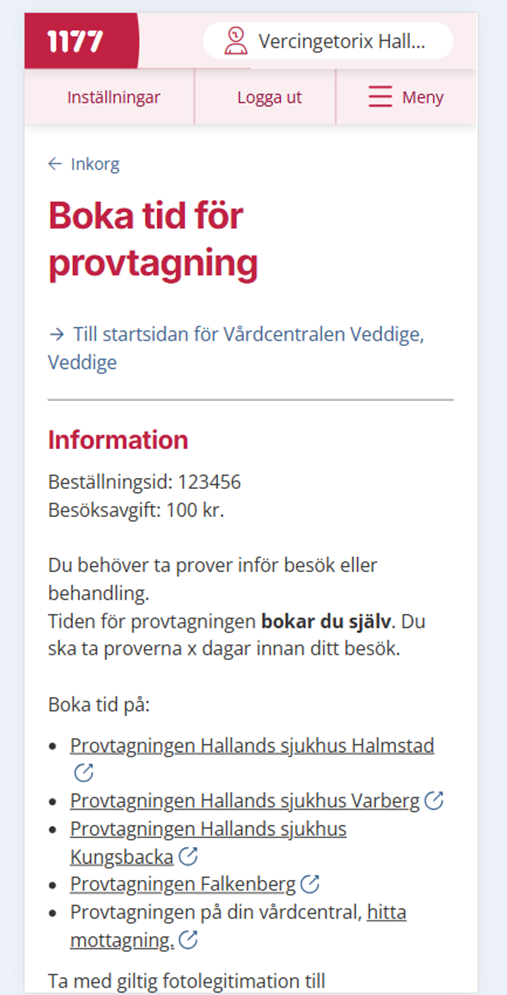 1177
Vercingetorix Hall...
Inställningar
Logga ut
Meny
← Inkorg
Boka tid för
provtagning
→ Till startsidan för Vårdcentralen Veddige,
Veddige
Information
Beställningsid: 123456
Besöksavgift: 100 kr.
Du behöver ta prover inför besök eller
behandling.
Tiden för provtagningen bokar du själv. Du
ska ta proverna x dagar innan ditt besök.
Boka tid på:
• Provtagningen Hallands sjukhus Halmstad
• Provtagningen Hallands sjukhus Varberg
• Provtagningen Hallands sjukhus
Kungsbacka
• Provtagningen Falkenberg
• Provtagningen på din vårdcentral, hitta
mottagning.
Ta med giltig fotolegitimation till